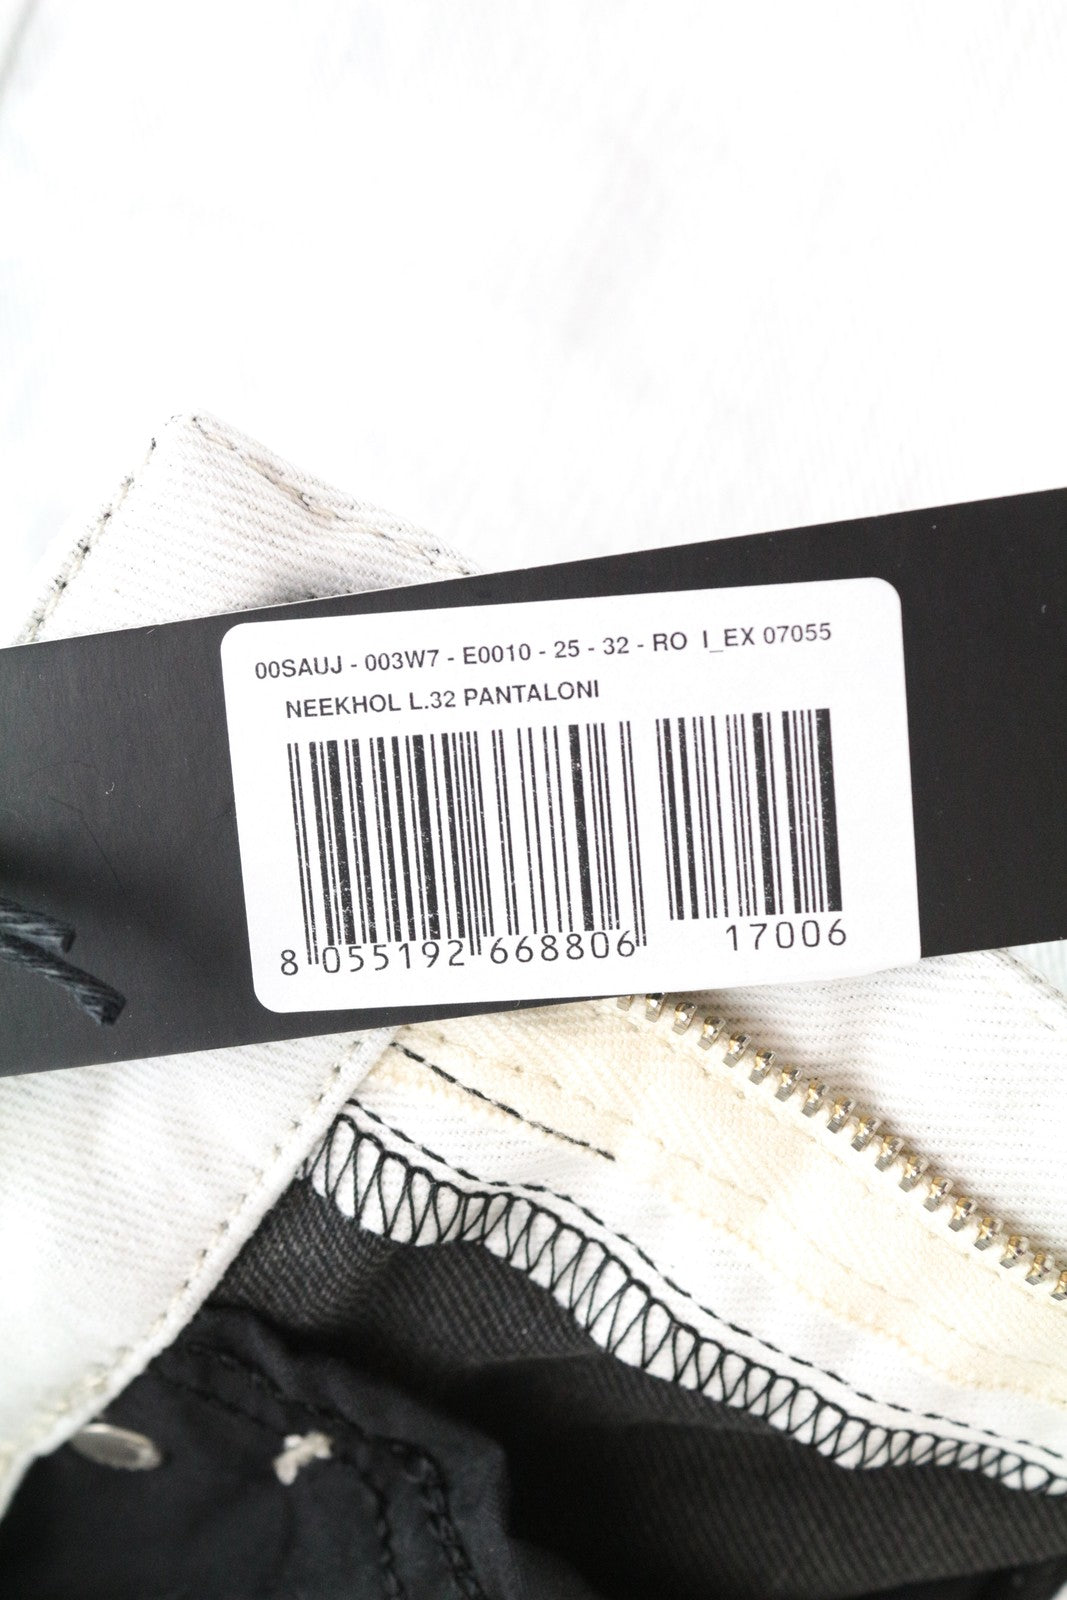 00SAUJ - 003W7 - E0010 - 25 - 32 - RO I_EX 07055
NEEKHOL L.32 PANTALONI
8 055192 668806 17006